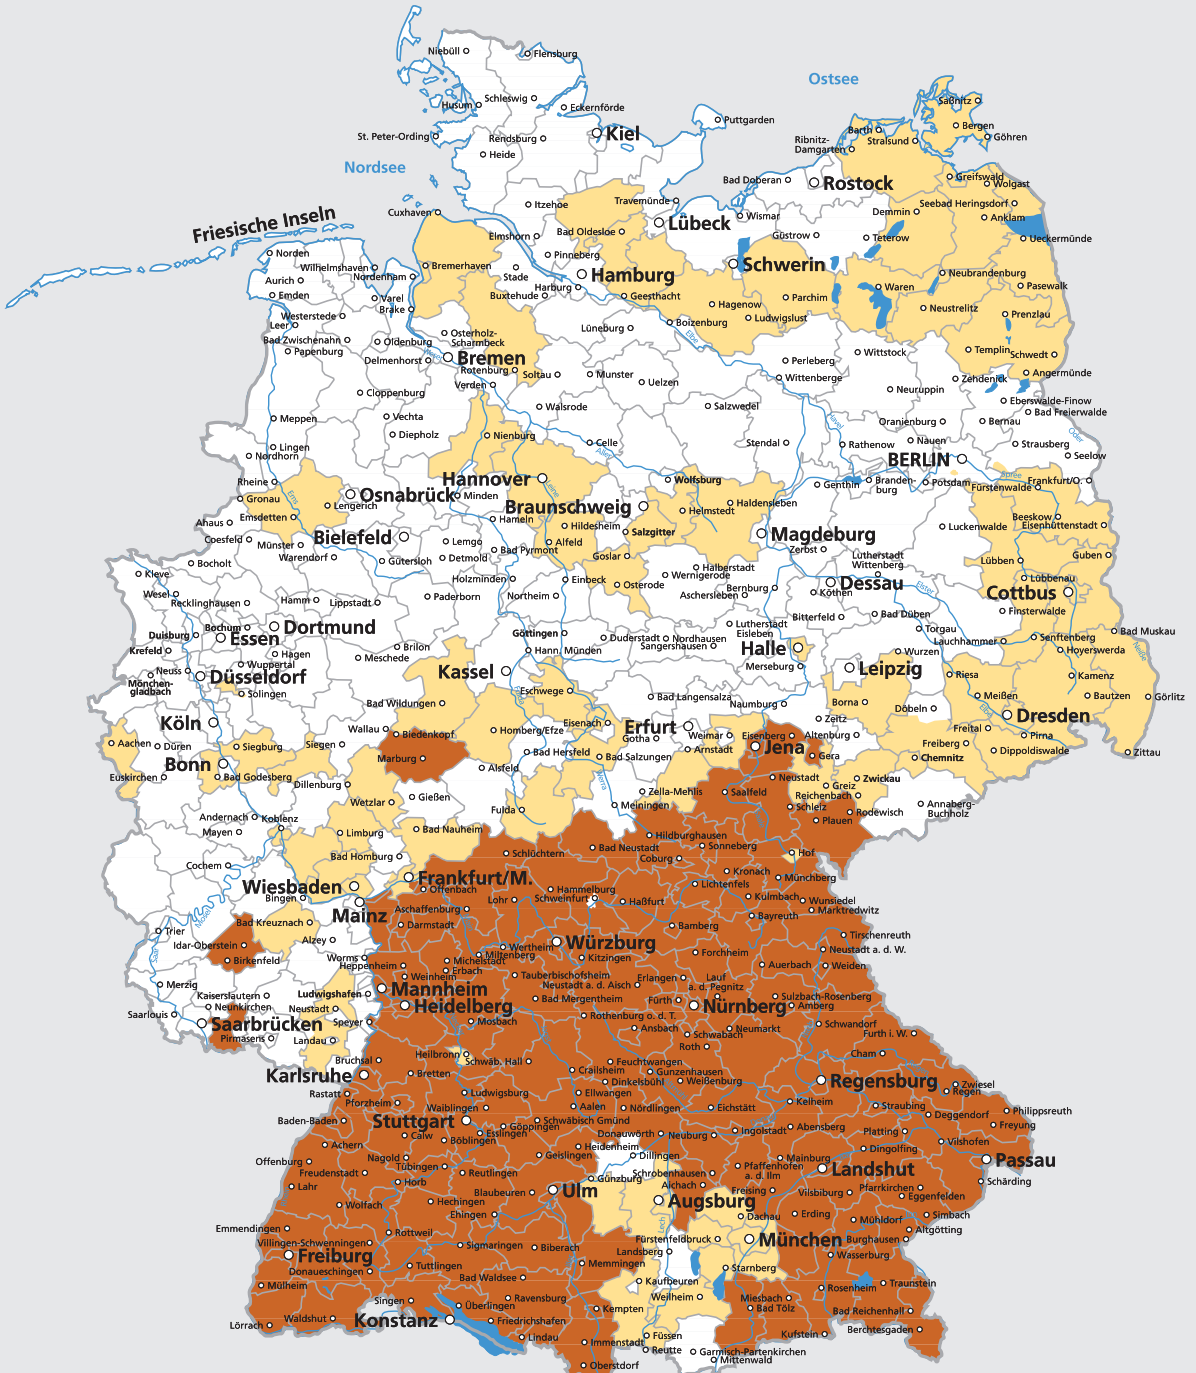 Niebüll
Flensburg
Ostsee
Schleswig
Husum
Eckernförde
Saßnitz
Puttgarden
Kiel
Bergen
St. Peter-Ording
Rendsburg
Barth
Göhren
Ribnitz-
Damgarten
Stralsund
Heide
Nordsee
Bad Doberan
Rostock
Greifswald
Wolgast
Itzehoe
Travemünde
Seebad Heringsdorf
Cuxhaven
Friesische Inseln
Lübeck
Wismar
Demmin
Anklam
Elmshorn
Bad Oldesloe
Güstrow
Teterow
Ueckermünde
Norden
Pinneberg
Wilhelmshaven
Bremerhaven
Stade
Hamburg
Schwerin
Nordenham
Neubrandenburg
Aurich
Harburg
Waren
Pasewalk
Emden
Varel
Buxtehude
Geesthacht
Hagenow
Parchim
Brake
Neustrelitz
Prenzlau
Westerstede
Leer
Boizenburg
Ludwigslust
Lüneburg
Elbe
Osterholz-
Scharmbeck
Bad Zwischenahn
Oldenburg
Papenburg
Weser
Bremen
Delmenhorst
Wittstock
Templin
Schwedt
Perleberg
Rotenburg
Soltau
Munster
Uelzen
Wittenberge
Zehdenick
Angermünde
Verden
Cloppenburg
Neuruppin
Eberswalde-Finow
Walsrode
Salzwedel
Bad Freierwalde
Meppen
Vechta
Havel
Oranienburg
Bernau
Diepholz
Nienburg
Celle
Aller
Stendal
Rathenow
Nauen
Strausberg
Oder
Lingen
Nordhorn
BERLIN
Seelow
Rheine
Hannover
Wolfsburg
Genthin
Branden-
burg
Potsdam
Spree
Frankfurt/O.
Fürstenwalde
Gronau
Ems
Osnabrück
Minden
Leine
Lengerich
Braunschweig
Helmstedt
Haldensleben
Emsdetten
Hameln
Beeskow
Ahaus
Hildesheim
Salzgitter
Luckenwalde
Eisenhüttenstadt
Coesfeld
Münster
Bielefeld
Lemgo
Alfeld
Magdeburg
Bad Pyrmont
Zerbst
Lutherstadt
Wittenberg
Guben
Bocholt
Warendorf
Gütersloh
Detmold
Goslar
Lübben
Kleve
Halberstadt
Wernigerode
Holzminden
Einbeck
Osterode
Dessau
Lübbenau
Bernburg
Köthen
Elster
Cottbus
Wesel
Recklinghausen
Hamm
Lippstadt
Paderborn
Northeim
Aschersleben
Finsterwalde
Bitterfeld
Bad Düben
Duisburg
Bochum
Dortmund
Lutherstadt
Eisleben
Torgau
Bad Muskau
Essen
Göttingen
Duderstadt
Nordhausen
Sangershausen
Lauchhammer
Senftenberg
Krefeld
Hagen
Meschede
Brilon
Hann. Münden
Halle
Wurzen
Hoyerswerda
Neiße
Neuss
Wuppertal
Düsseldorf
Kassel
Merseburg
Leipzig
Riesa
Kamenz
Mönchen-
gladbach
Solingen
Eschwege
Bad Langensalza
Meißen
Bautzen
Görlitz
Bad Wildungen
Naumburg
Borna
Döbeln
Elbe
Köln
Eisenach
Erfurt
Zeitz
Dresden
Wallau
Homberg/Efze
Weimar
Eisenberg
Altenburg
Freital
Pirna
Aachen
Düren
Siegburg
Siegen
Biedenkopf
Gotha
Jena
Freiberg
Dippoldiswalde
Zittau
Bonn
Marburg
Bad Hersfeld
Bad Salzungen
Arnstadt
Gera
Chemnitz
Euskirchen
Bad Godesberg
Alsfeld
Werra
Neustadt
Zwickau
Dillenburg
Greiz
Gießen
Zella-Mehlis
Saalfeld
Reichenbach
Wetzlar
Fulda
Meiningen
Schleiz
Rodewisch
Annaberg-
Buchholz
Andernach
Koblenz
Plauen
Mayen
Limburg
Bad Nauheim
Hildburghausen
Sonneberg
Bad Neustadt
Bad Homburg
Schlüchtern
Coburg
Hof
Cochem
Kronach
Münchberg
Frankfurt/M.
Wiesbaden
Offenbach
Hammelburg
Lichtenfels
Bingen
Lohr
Schweinfurt
Haßfurt
Kulmbach
Wunsiedel
Mosel
Mainz
Aschaffenburg
Bayreuth
Marktredwitz
Bad Kreuznach
Darmstadt
Bamberg
Trier
Tirschenreuth
Idar-Oberstein
Alzey
Würzburg
Wertheim
Miltenberg
Neustadt a. d. W.
Birkenfeld
Worms
Heppenheim
Michelstadt
Erbach
Kitzingen
Forchheim
Auerbach
Weiden
Saar
Weinheim
Tauberbischofsheim
Neustadt a. d. Aisch
Erlangen
Lauf
a. d. Pegnitz
Merzig
Mannheim
Kaiserslautern
Ludwigshafen
Bad Mergentheim
Fürth
Nürnberg
Sulzbach-Rosenberg
Amberg
Neunkirchen
Neustadt
Heidelberg
Saarlouis
Saarbrücken
Speyer
Mosbach
Rothenburg o. d. T.
Ansbach
Schwabach
Neumarkt
Schwandorf
Furth i. W.
Pirmasens
Landau
Roth
Heilbronn
Schwäb. Hall
Cham
Bruchsal
Feuchtwangen
Crailsheim
Gunzenhausen
Karlsruhe
Bretten
Dinkelsbühl
Weißenburg
Regensburg
Zwiesel
Regen
Rastatt
Ludwigsburg
Ellwangen
Pforzheim
Waiblingen
Aalen
Nördlingen
Eichstätt
Kelheim
Straubing
Deggendorf
Philippsreuth
Baden-Baden
Stuttgart
Schwäbisch Gmünd
Göppingen
Abensberg
Freyung
Calw
Böblingen
Esslingen
Donauwörth
Neuburg
Ingolstadt
Platting
Vilshofen
Achern
Heidenheim
Dillingen
Dolgfing
Offenburg
Nagold
Tübingen
Geislingen
Mainburg
Passau
Freudenstadt
Reutlingen
Schrobenhausen
Pfaffenhofen
a. d. Ilm
Landshut
Lahr
Horb
Günzburg
Aichach
Schärding
Blaubeuren
Ulm
Freising
Vilsbiburg
Pfarrkirchen
Eggenfelden
Wolfach
Hechingen
Augsburg
Ehingen
Dachau
Erding
Mühldorf
Simbach
Emmendingen
Rottweil
Lech
Altgötting
Villingen-Schwenningen
Sigmaringen
Biberach
Fürstenfeldbruck
München
Burghausen
Freiburg
Landsberg
Wasserburg
Donaueschingen
Tuttlingen
Memmingen
Starnberg
Mülheim
Bad Waldsee
Kaufbeuren
Rosenheim
Traunstein
Singen
Überlingen
Ravensburg
Weilheim
Miesbach
Bad Tölz
Kempten
Bad Reichenhall
Lörrach
Waldshut
Konstanz
Friedrichshafen
Kufstein
Berchtesgaden
Lindau
Immenstadt
Füssen
Reutte
Garmisch-Partenkirchen
Mittenwald
Oberstdorf